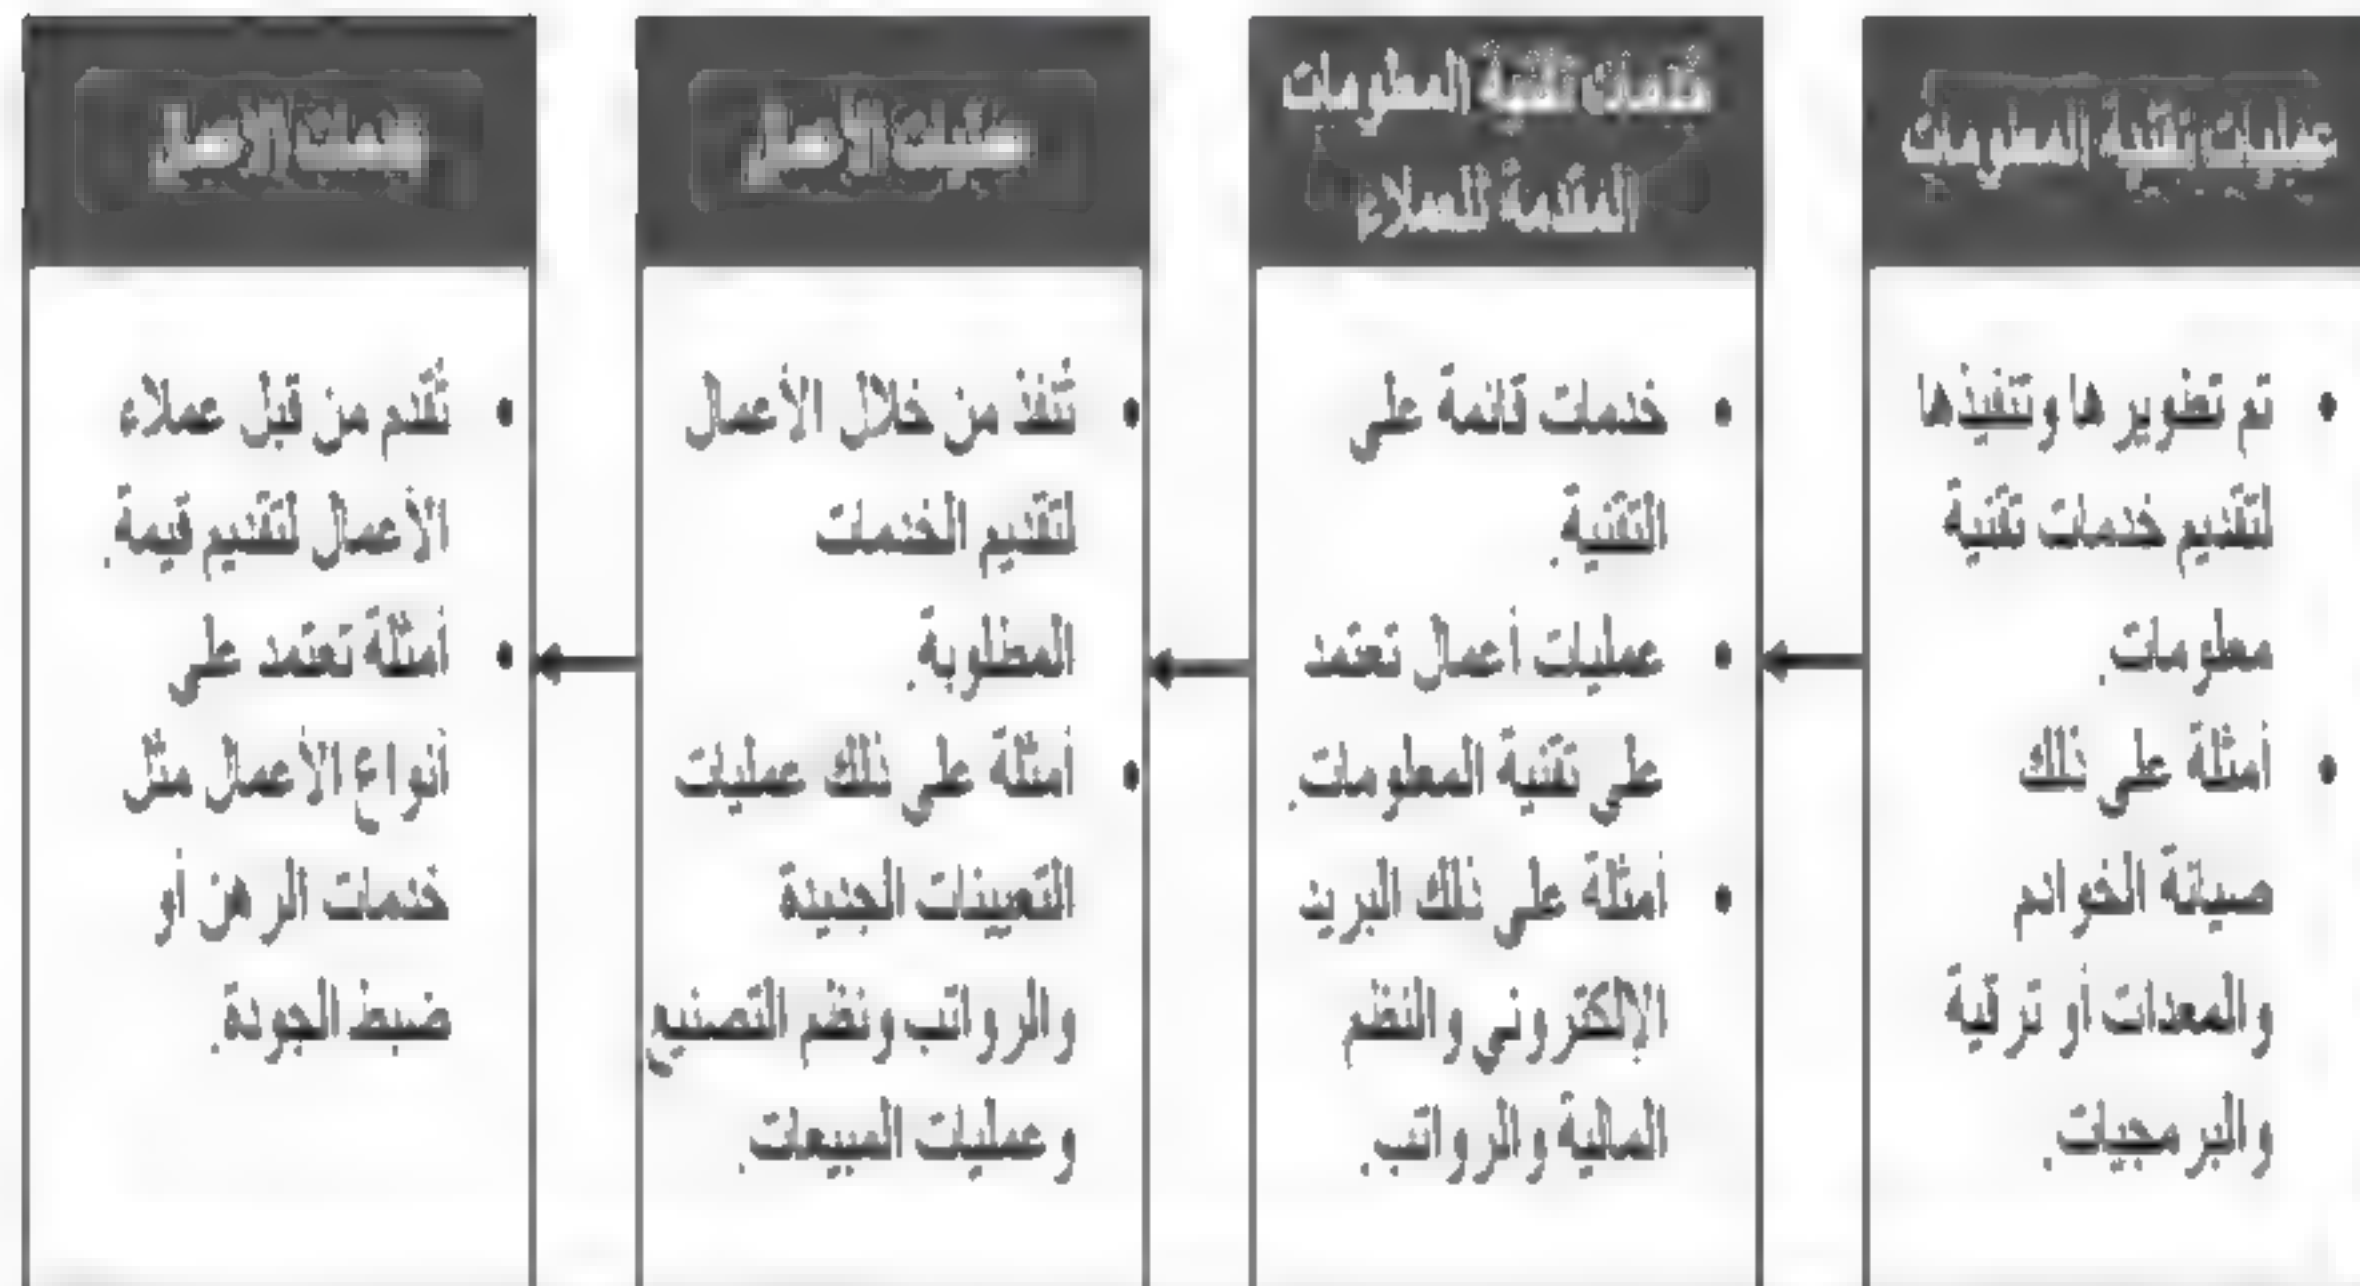 عمليات تقنية المعلومات
تم تطويرها وتنفيذها
لتقديم خدمات تقنية
معلومات.
أمثلة على ذلك
صيانة الخوادم
والمعدات أو ترقية
والبرمجيات.
خدمات تقنية المعلومات
المقدمة للعملاء
خدمات قائمة على
التقنية.
عمليات أعمال تعتمد
على تقنية المعلومات.
أمثلة على ذلك البريد
الإلكتروني والنظم
المالية والرواتب.
عمليات الأعمال
تُنفذ من خلال الأعمال
لتقديم الخدمات
المطلوبة.
أمثلة على ذلك عمليات
التعيينات الجديدة
والرواتب ونظم التصنيع
وعمليات المبيعات.
خدمات الأعمال
تُقدم من قبل عملاء
الأعمال لتقديم قيمة.
أمثلة تعتمد على
أنواع الأعمال مثل
خدمات الرهن أو
ضبط الجودة.